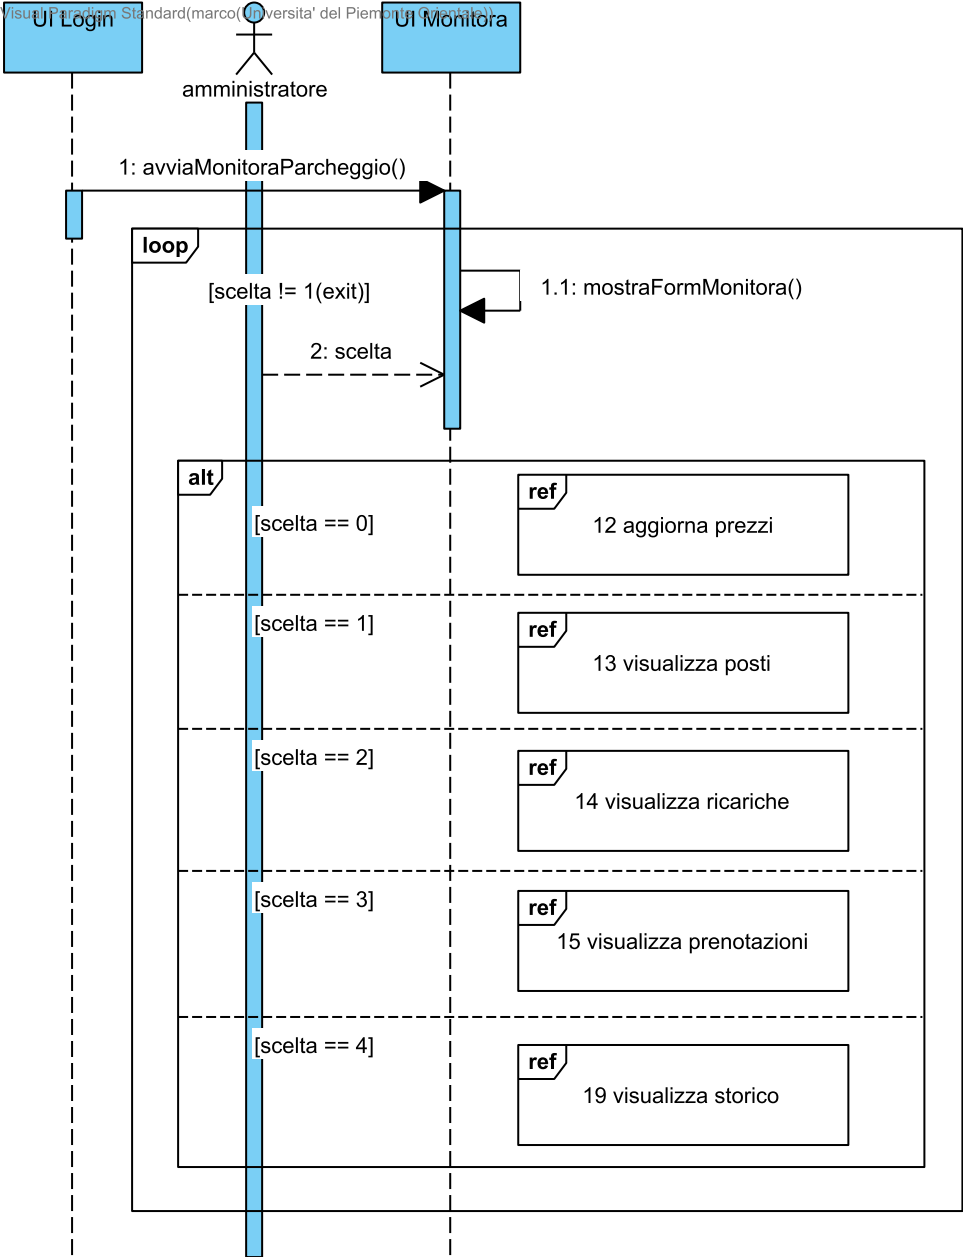 Visual Paradigm Standard(marco(Universita' del Piemonte Orientale))
UI Login
UI Monitora
amministratore
1: avviaMonitoraParcheggio()
loop
[scelta != 1(exit)]
1.1: mostraFormMonitora()
2: scelta
alt
ref
[scelta == 0]
12 aggiorna prezzi
[scelta == 1]
ref
13 visualizza posti
[scelta == 2]
ref
14 visualizza ricariche
[scelta == 3]
ref
15 visualizza prenotazioni
[scelta == 4]
ref
19 visualizza storico